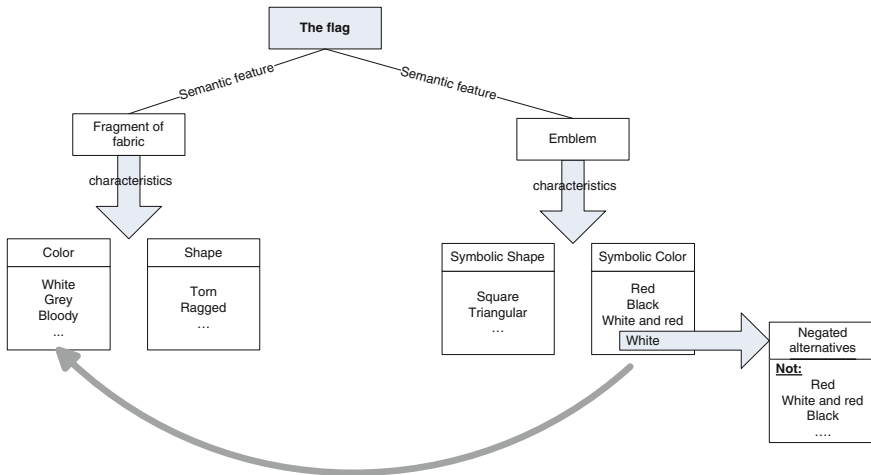 The flag
Semantic feature
Semantic feature
Fragment of
fabric
Emblem
characteristics
characteristics
Color
White
Grey
Bloody
...
Shape
Torn
Ragged
…
Symbolic Shape
Square
Triangular
…
Symbolic Color
Red
Black
White and red
White
Negated
alternatives
Not:
Red
White and red
Black
….